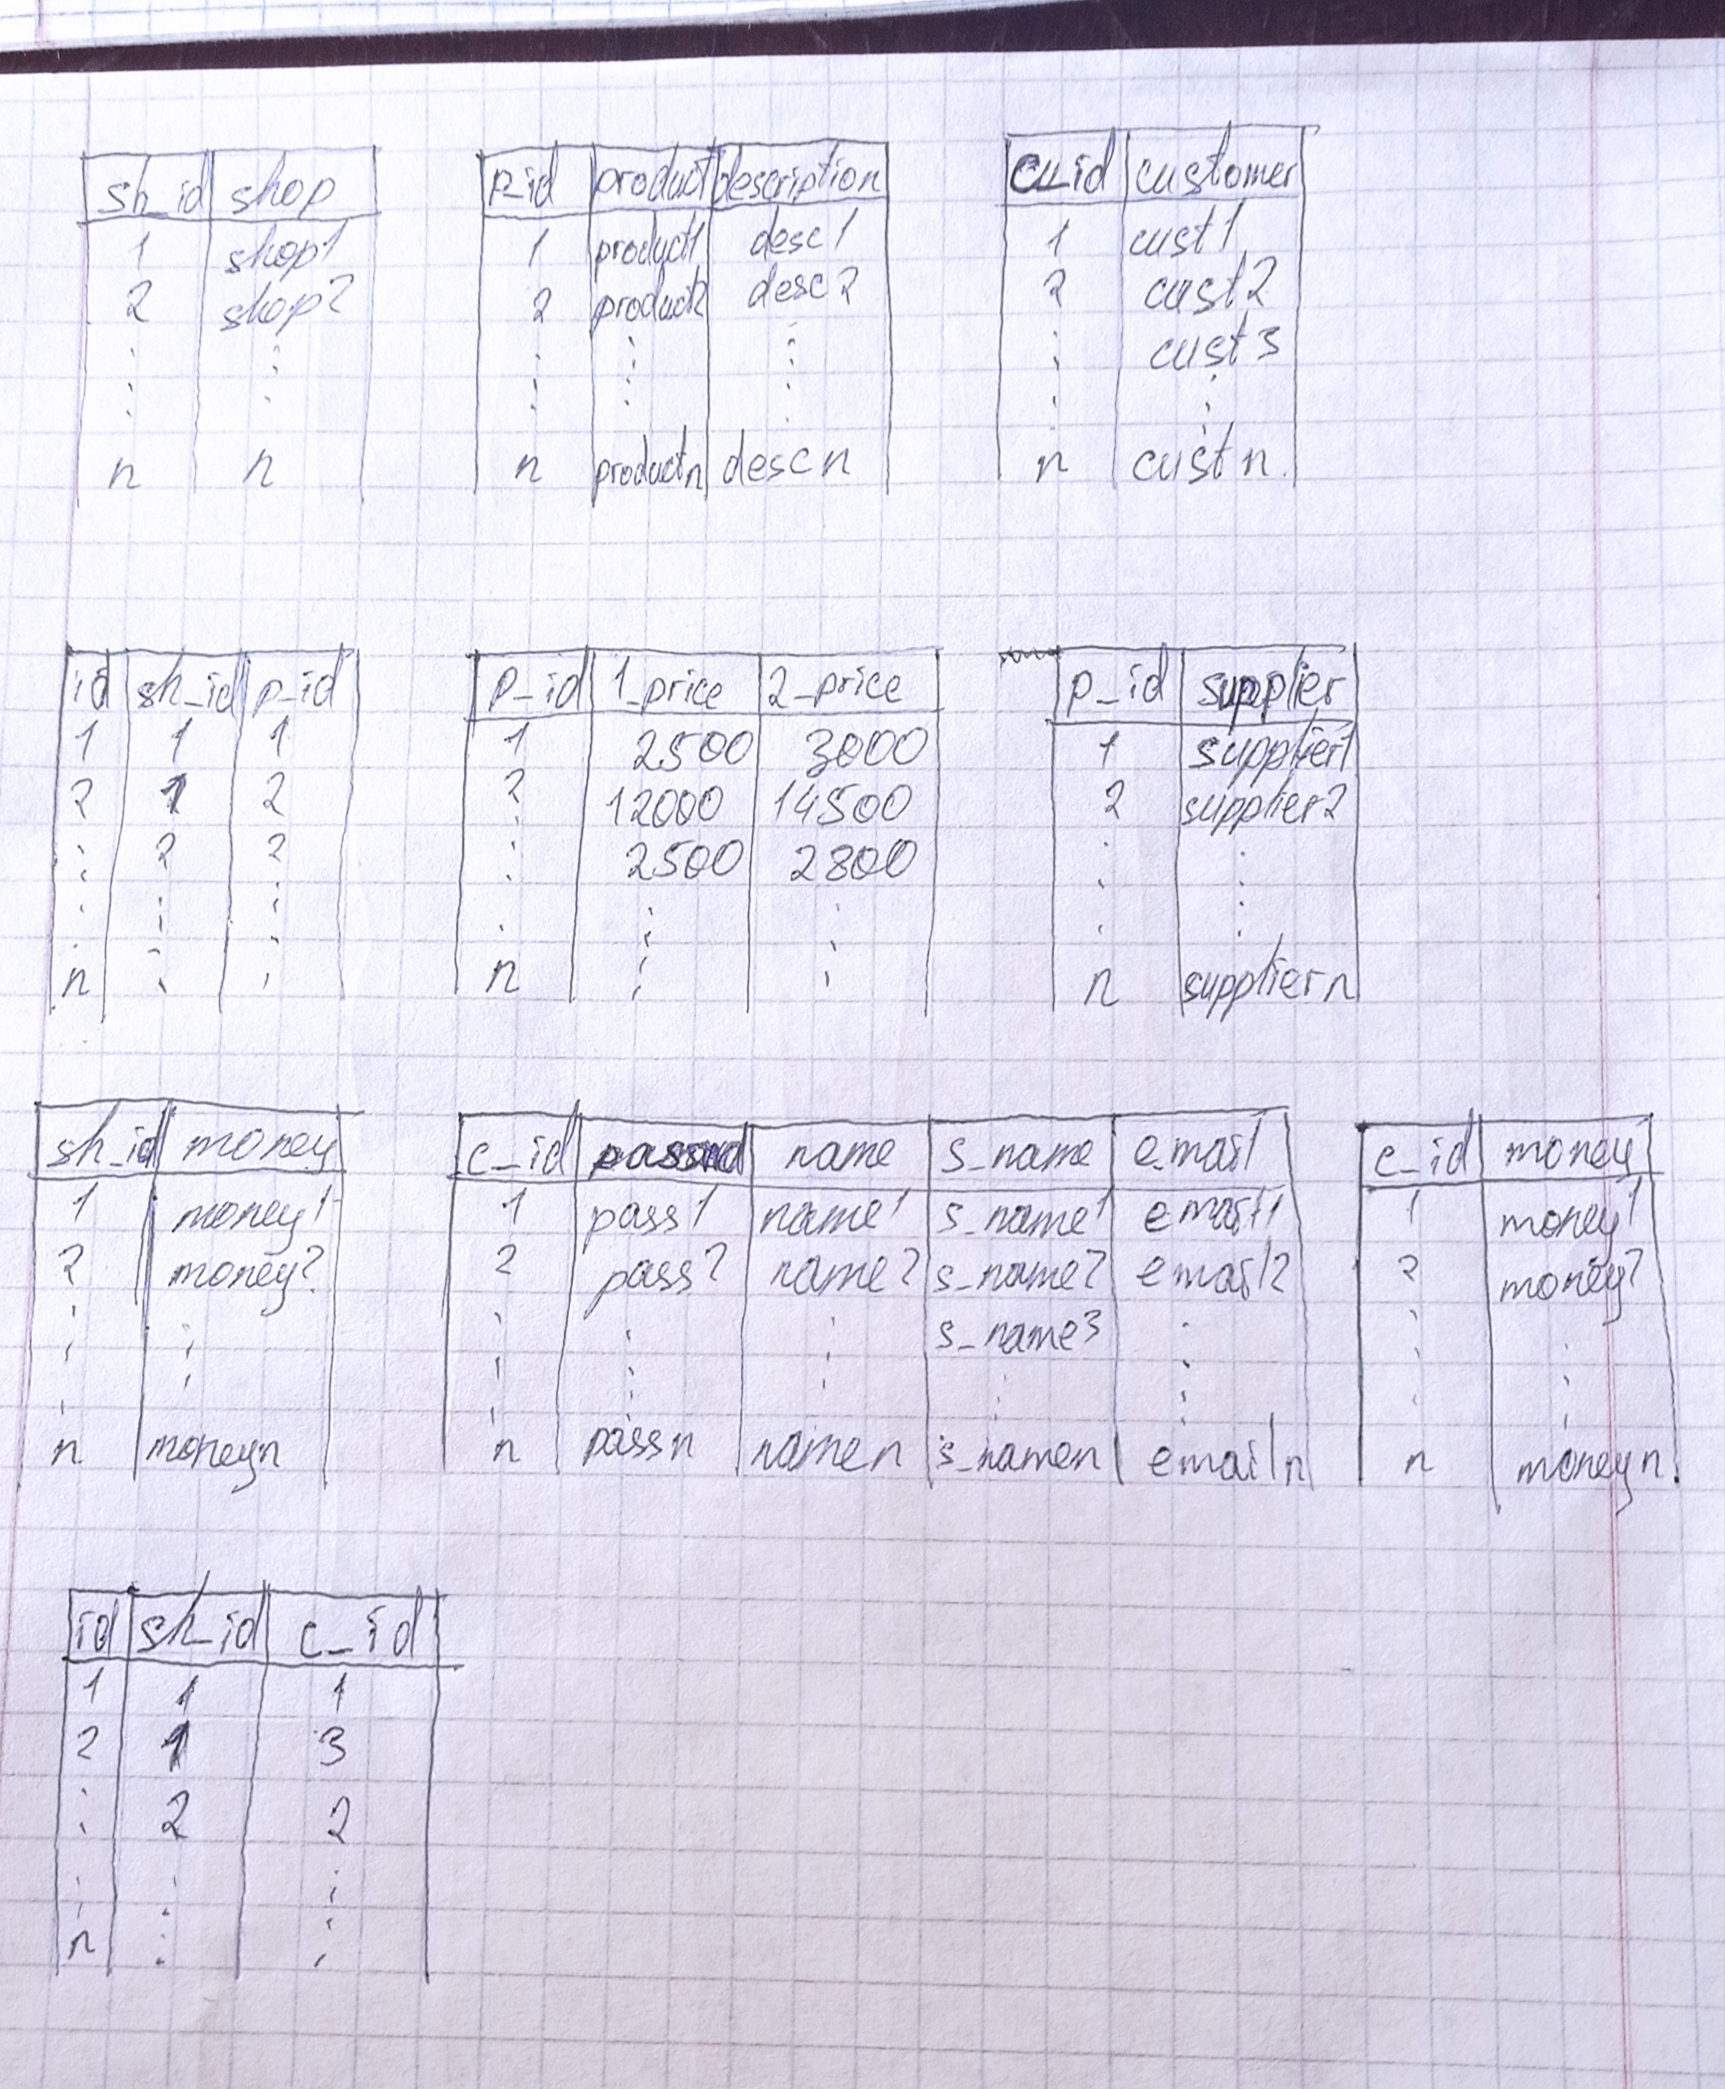 sh_id shop
1 shop1
2 shop2
n n
p_id product description
1 product1 desc1
2 product2 desc2
n productn descn
cu_id customer
1 cust1
2 cust2
cust3
n custn
id sh_id p_id
1 1 1
2 1 2
2 2
n
p_id 1_price 2_price
1 2500 3000
2 12000 14500
2500 2800
n
p_id supplier
1 supplier1
2 supplier2
n suppliern
sh_id money
1 money1
2 money2
n moneyn
c_id name s_name email
1 pass1 name1 s_name1 email1
2 pass2 name2 s_name2 email2
s_name3
n passn namen s_namen emailn
c_id money
1 money1
2 money2
n moneyn
id sh_id c_id
1 1 1
2 1 3
2 2
n